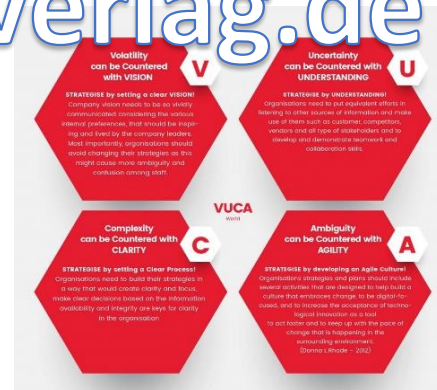 verlag.de
Volatility
can be Countered
with VISION
V
STRATEGISE by setting a clear VISION!
Company vision needs to be so vividly
communicated considering the various
internal preferences, that should be inspir-
ing and lived by the company leaders.
Most importantly, organisations should
avoid changing their strategies as this
might cause more ambiguity and
confusion among staff.
Uncertainty
can be Countered with
UNDERSTANDING
U
STRATEGISE by UNDERSTANDING!
Organisations need to put equivalent efforts in
listening to other sources of information and make
use of them such as customer, competitors,
vendors and all type of stakeholders and to
develop and demonstrate teamwork and
collaboration skills.
VUCA
World
Complexity
can be Countered with
CLARITY
C
STRATEGISE by setting a Clear Process!
Organisations need to build their strategies in
a way that would create clarity and focus,
make clear decisions based on the information
availability and integrity are keys for clarity
in the organisation.
Ambiguity
can be Countered with
AGILITY
A
STRATEGISE by developing an Agile Culture!
Organisations strategies and plans should include
several activities that are designed to help build a
culture that embraces change, to be digital-fo-
cused, and to increase the acceptance of techno-
logical innovation as a tool
to act faster and to keep up with the pace of
change that is happening in the
surrounding environment.
(Donna L.Rhode - 2012)